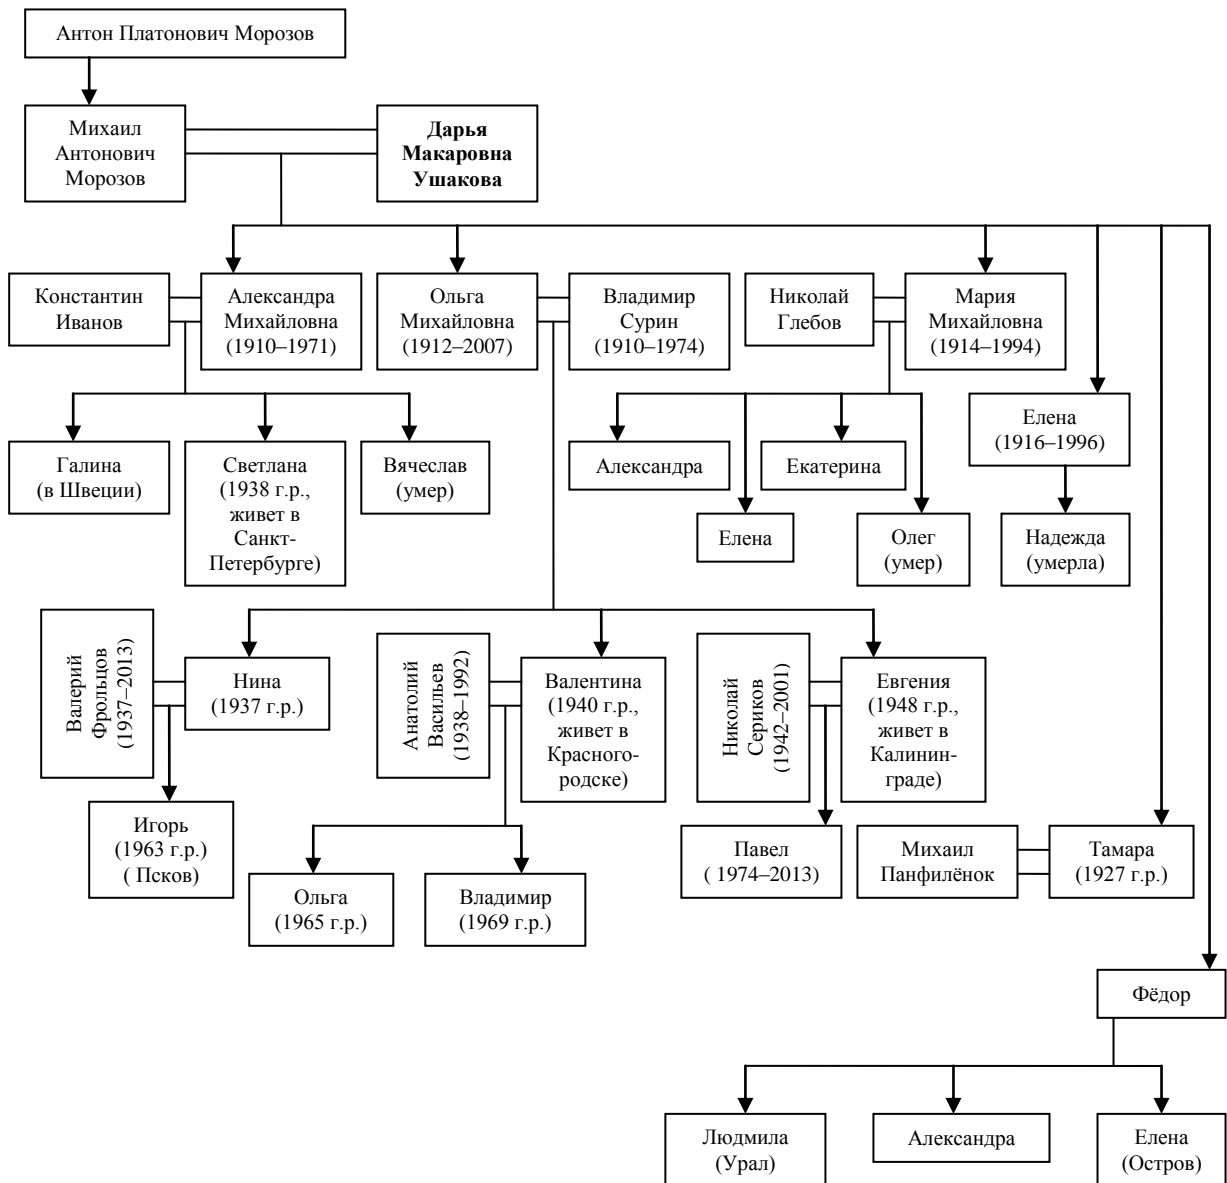 Антон Платонович Морозов
Михаил
Антонович
Морозов
Дарья
Макаровна
Ушакова
Константин
Иванов
Александра
Михайловна
(1910–1971)
Ольга
Михайловна
(1912–2007)
Владимир
Сурин
(1910–1974)
Николай
Глебов
Мария
Михайловна
(1914–1994)
Елена
(1916–1996)
Галина
(в Швеции)
Светлана
(1938 г.р.,
живет в
Санкт-
Петербурге)
Вячеслав
(умер)
Александра
Елена
Екатерина
Олег
(умер)
Надежда
(умерла)
Валерий
Фрольцов
(1937–2013)
Нина
(1937 г.р.)
Анатолий
Васильев
(1938–1992)
Валентина
(1940 г.р.,
живет в
Красного-
родске)
Николай
Сериков
(1942–2001)
Евгения
(1948 г.р.,
живет в
Калинин-
граде)
Игорь
(1963 г.р.)
( Псков)
Ольга
(1965 г.р.)
Владимир
(1969 г.р.)
Павел
( 1974–2013)
Михаил
Панфилёнок
Тамара
(1927 г.р.)
Фёдор
Людмила
(Урал)
Александра
Елена
(Остров)